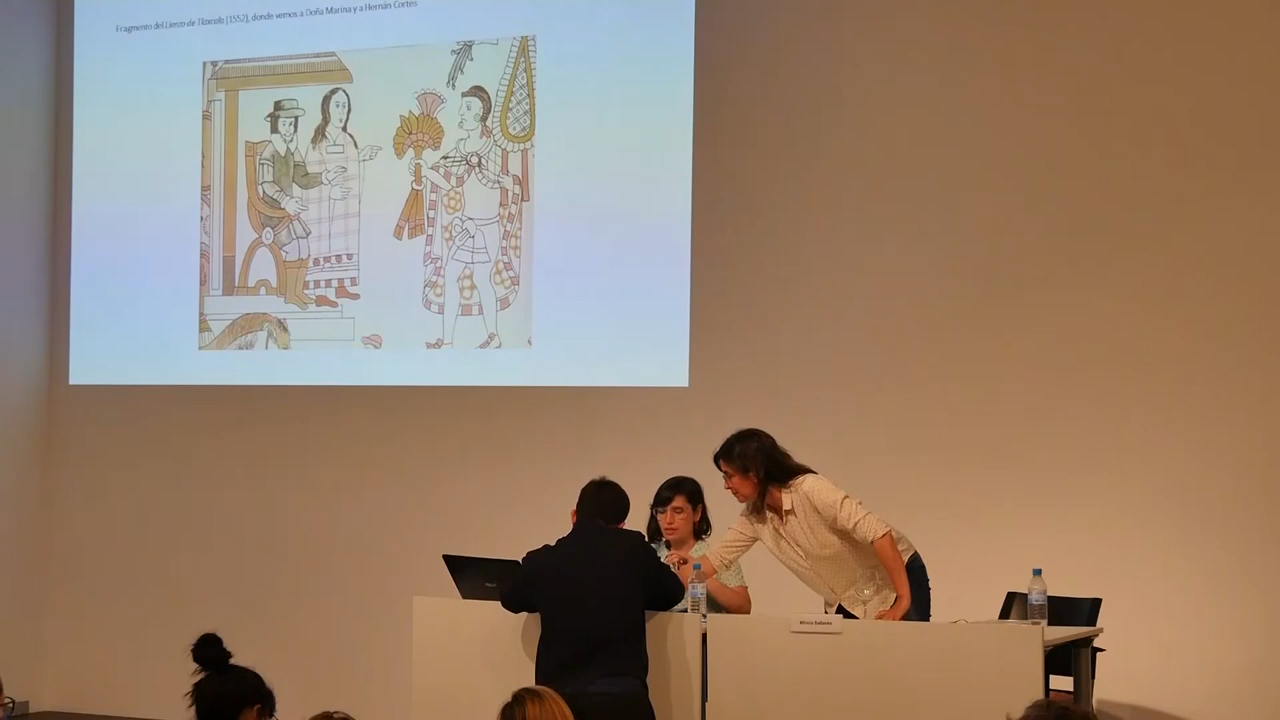 Fragmento del Lienzo de Tlaxcala (1552), donde vemos a Doña Marina y a Hernán Cortés